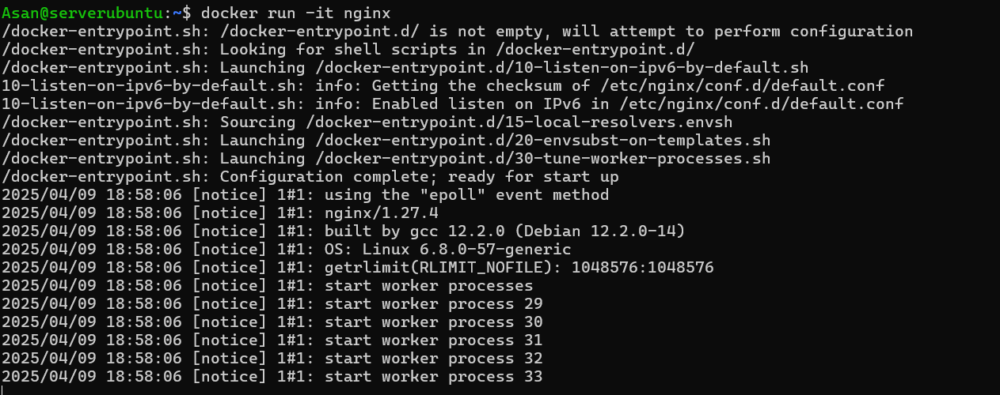 Asan@serverubuntu:~$ docker run -it nginx
/docker-entrypoint.sh: /docker-entrypoint.d/ is not empty, will attempt to perform configuration
/docker-entrypoint.sh: Looking for shell scripts in /docker-entrypoint.d/
/docker-entrypoint.sh: Launching /docker-entrypoint.d/10-listen-on-ipv6-by-default.sh
10-listen-on-ipv6-by-default.sh: info: Getting the checksum of /etc/nginx/conf.d/default.conf
10-listen-on-ipv6-by-default.sh: info: Enabled listen on IPv6 in /etc/nginx/conf.d/default.conf
/docker-entrypoint.sh: Sourcing /docker-entrypoint.d/15-local-resolvers.envsh
/docker-entrypoint.sh: Launching /docker-entrypoint.d/20-envsubst-on-templates.sh
/docker-entrypoint.sh: Launching /docker-entrypoint.d/30-tune-worker-processes.sh
/docker-entrypoint.sh: Configuration complete; ready for start up
2025/04/09 18:58:06 [notice] 1#1: using the "epoll" event method
2025/04/09 18:58:06 [notice] 1#1: nginx/1.27.4
2025/04/09 18:58:06 [notice] 1#1: built by gcc 12.2.0 (Debian 12.2.0-14)
2025/04/09 18:58:06 [notice] 1#1: OS: Linux 6.8.0-57-generic
2025/04/09 18:58:06 [notice] 1#1: getrlimit(RLIMIT_NOFILE): 1048576:1048576
2025/04/09 18:58:06 [notice] 1#1: start worker processes
2025/04/09 18:58:06 [notice] 1#1: start worker process 29
2025/04/09 18:58:06 [notice] 1#1: start worker process 30
2025/04/09 18:58:06 [notice] 1#1: start worker process 31
2025/04/09 18:58:06 [notice] 1#1: start worker process 32
2025/04/09 18:58:06 [notice] 1#1: start worker process 33